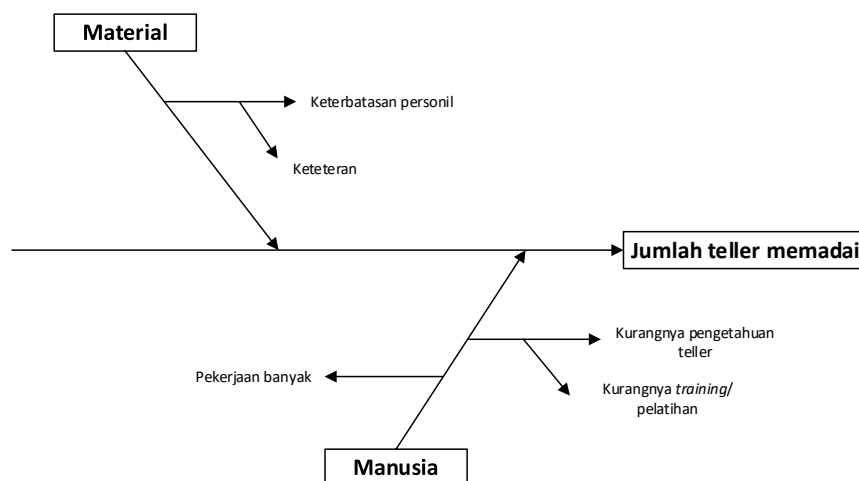 Material
Keterbatasan personil
Keteteran
Jumlah teller memadai
Kurangnya pengetahuan
teller
Pekerjaan banyak
Kurangnya training/
pelatihan
Manusia